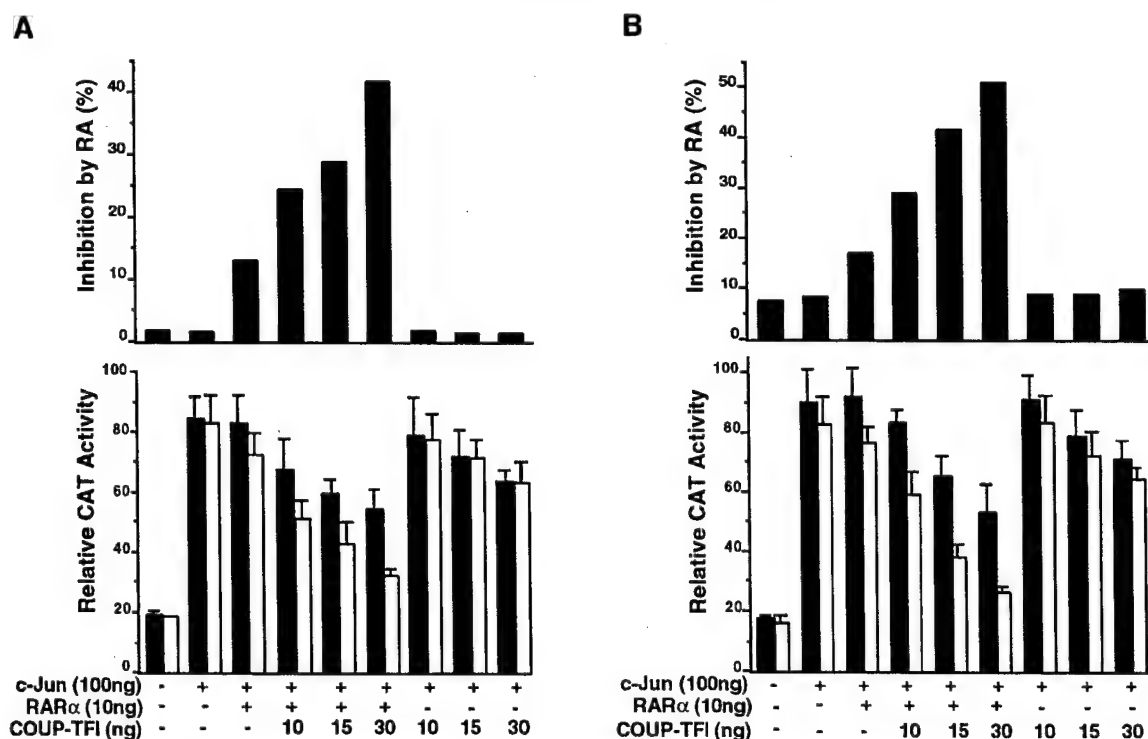 A
Inhibition by RA (%)
40
30
20
10
0
Relative CAT Activity
100
80
60
40
20
0
c-Jun (100ng) - + + + + + + + +
RARα (10ng) - - + + + + - - -
COUP-TFI (ng) - - - 10 15 30 10 15 30
B
Inhibition by RA (%)
50
40
30
20
10
0
Relative CAT Activity
100
80
60
40
20
0
c-Jun (100ng) - + + + + + + + +
RARα (10ng) - - + + + + - - -
COUP-TFI (ng) - - - 10 15 30 10 15 30